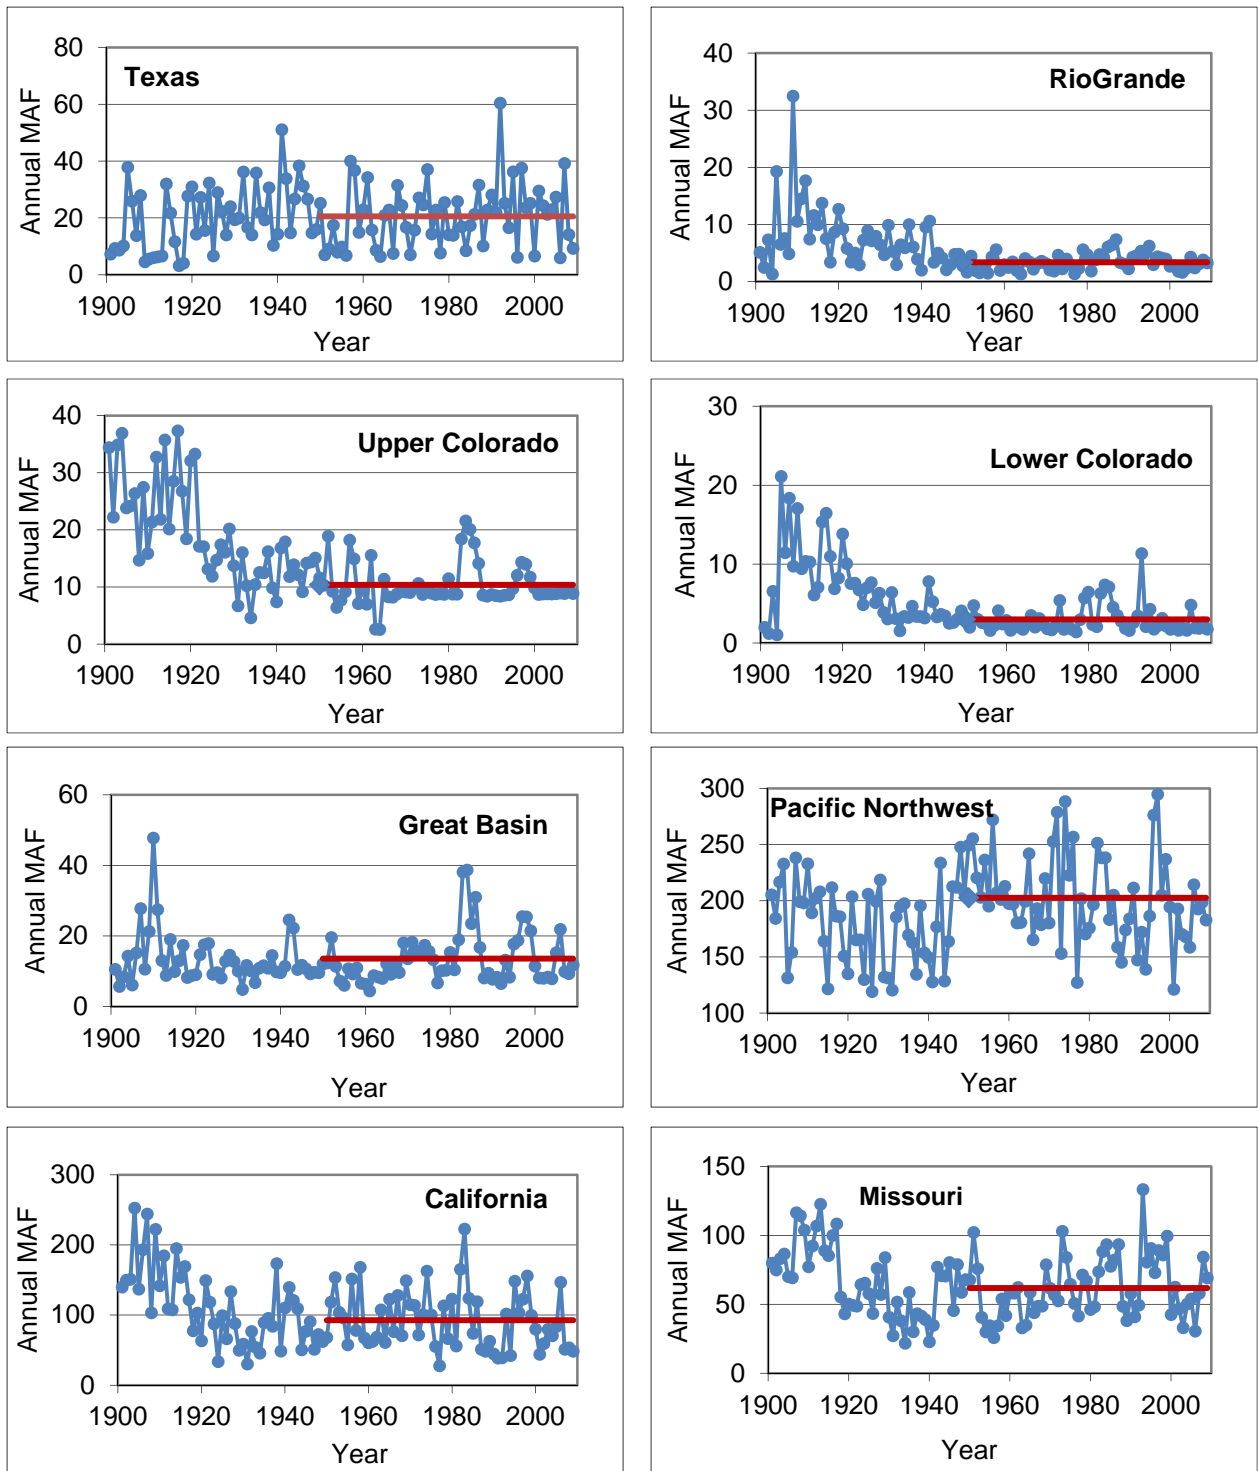 Texas
Annual MAF
80
60
40
20
0
1900 1920 1940 1960 1980 2000
Year
RioGrande
Annual MAF
40
30
20
10
0
1900 1920 1940 1960 1980 2000
Year
Upper Colorado
Annual MAF
40
30
20
10
0
1900 1920 1940 1960 1980 2000
Year
Lower Colorado
Annual MAF
30
20
10
0
1900 1920 1940 1960 1980 2000
Year
Great Basin
Annual MAF
60
40
20
0
1900 1920 1940 1960 1980 2000
Year
Pacific Northwest
Annual MAF
300
250
200
150
100
1900 1920 1940 1960 1980 2000
Year
California
Annual MAF
300
200
100
0
1900 1920 1940 1960 1980 2000
Year
Missouri
Annual MAF
150
100
50
0
1900 1920 1940 1960 1980 2000
Year